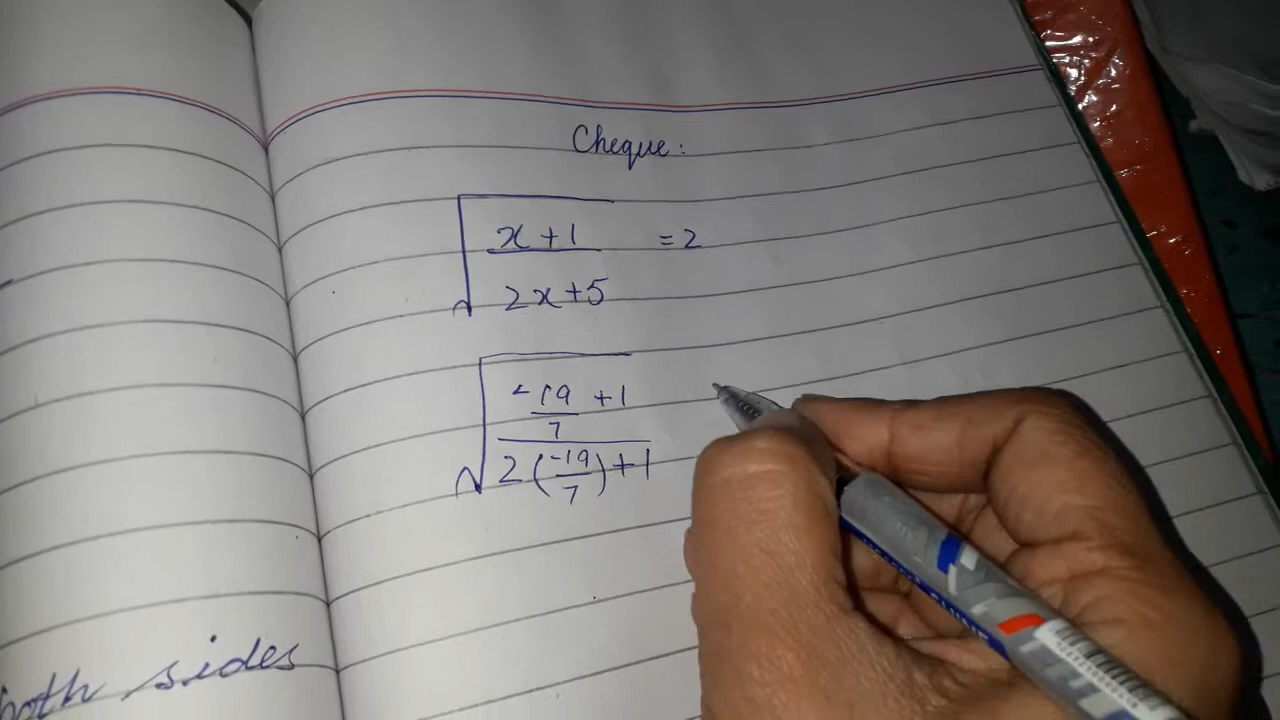 Cheque:
√((x+1)/(2x+5)) = 2
√((-19/7 +1)/(2(-19/7)+1))
both sides